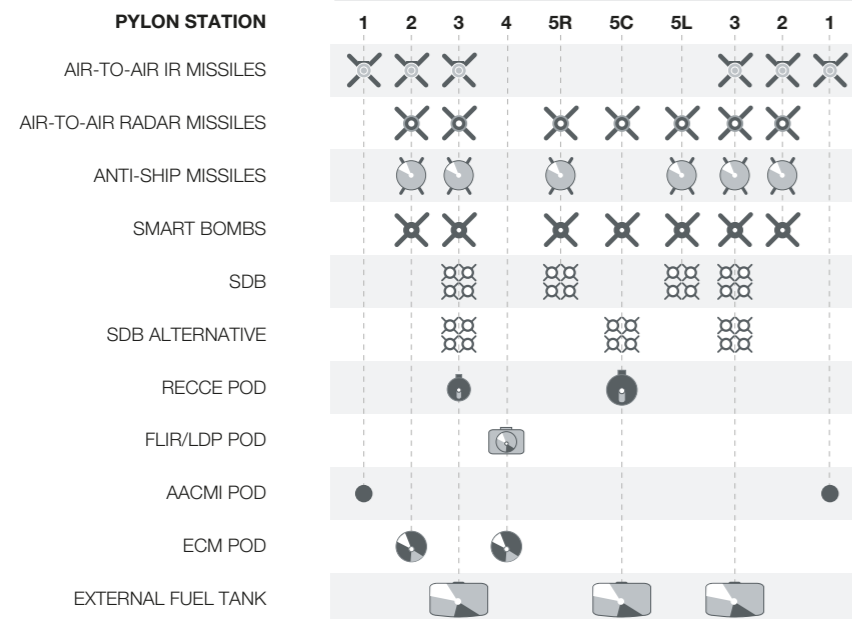 PYLON STATION 1 2 3 4 5R 5C 5L 3 2 1
AIR-TO-AIR IR MISSILES
AIR-TO-AIR RADAR MISSILES
ANTI-SHIP MISSILES
SMART BOMBS
SDB
SDB ALTERNATIVE
RECCE POD
FLIR/LDP POD
AACMI POD
ECM POD
EXTERNAL FUEL TANK